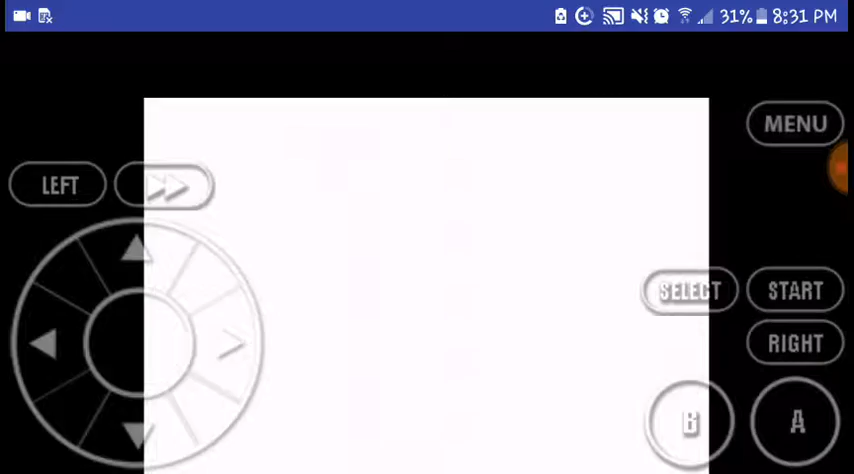 31% 8:31 PM
MENU
LEFT
SELECT START
RIGHT
B A